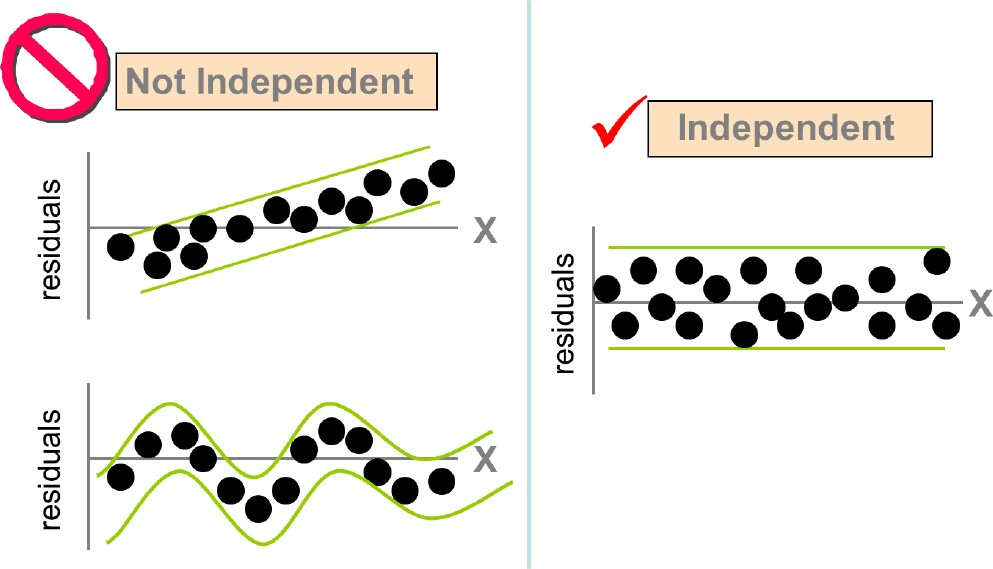 Not Independent
residuals
X
residuals
X
Independent
residuals
X